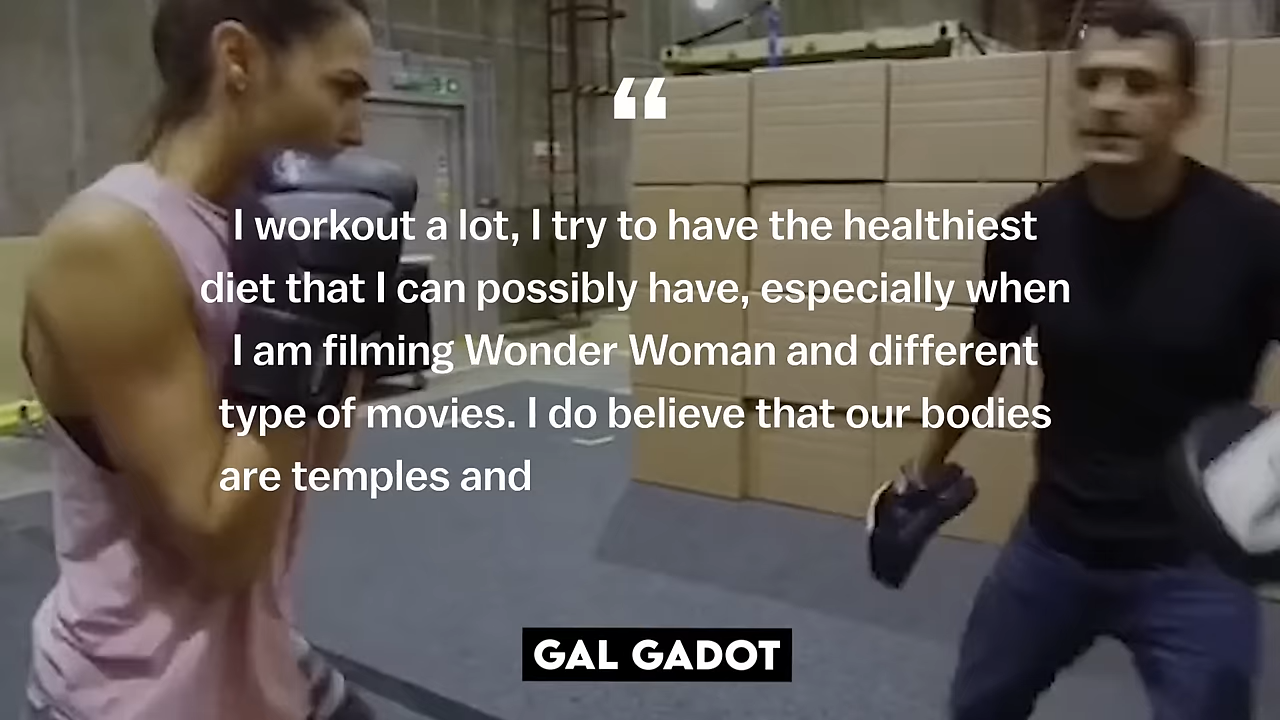 “
I workout a lot, I try to have the healthiest
diet that I can possibly have, especially when
I am filming Wonder Woman and different
type of movies. I do believe that our bodies
are temples and
GAL GADOT